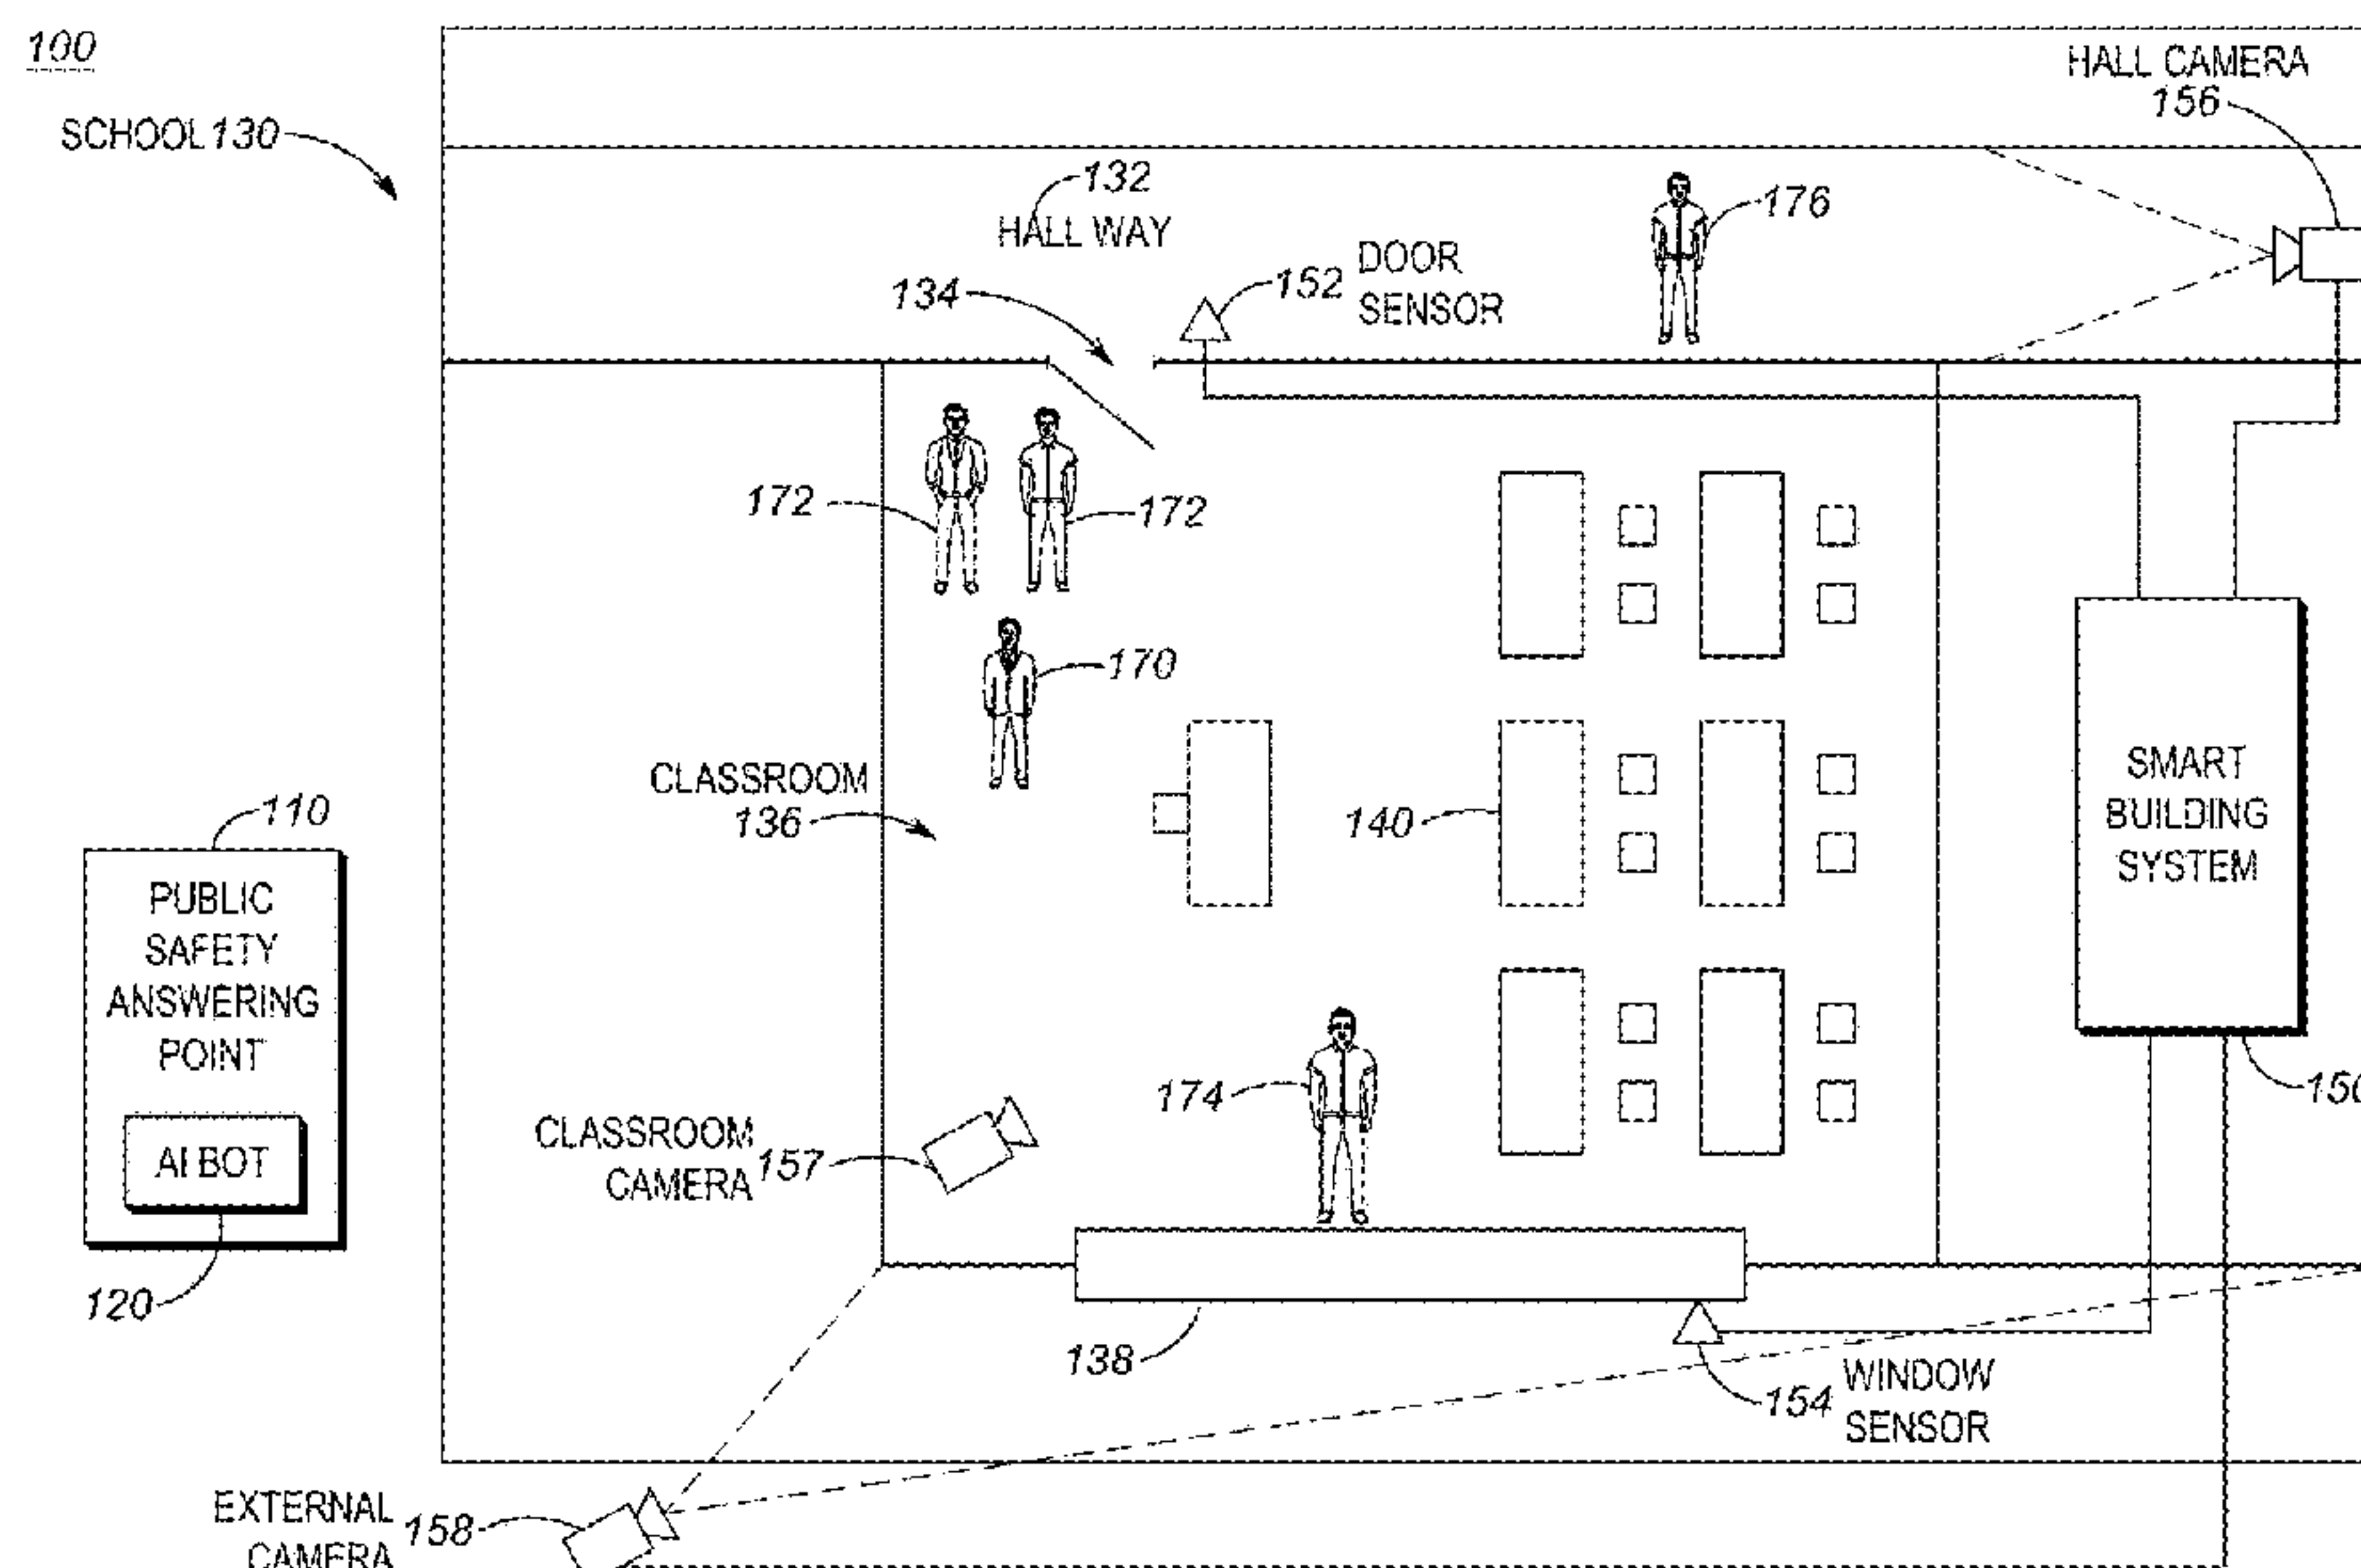 100
HALL CAMERA
156
SCHOOL 130
132
HALL WAY
176
134
152
DOOR
SENSOR
172
172
170
CLASSROOM
136
140
SMART
BUILDING
SYSTEM
110
PUBLIC
SAFETY
ANSWERING
POINT
AI BOT
120
174
CLASSROOM
CAMERA
157
138
154
WINDOW
SENSOR
EXTERNAL
CAMERA
158